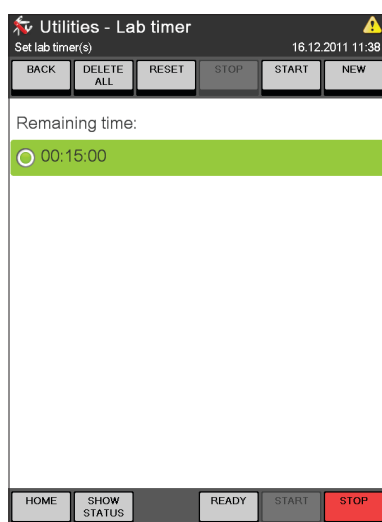 Utilities - Lab timer
Set lab timer(s) 16.12.2011 11:38
BACK DELETE ALL RESET STOP START NEW
Remaining time:
00:15:00
HOME SHOW STATUS READY START STOP